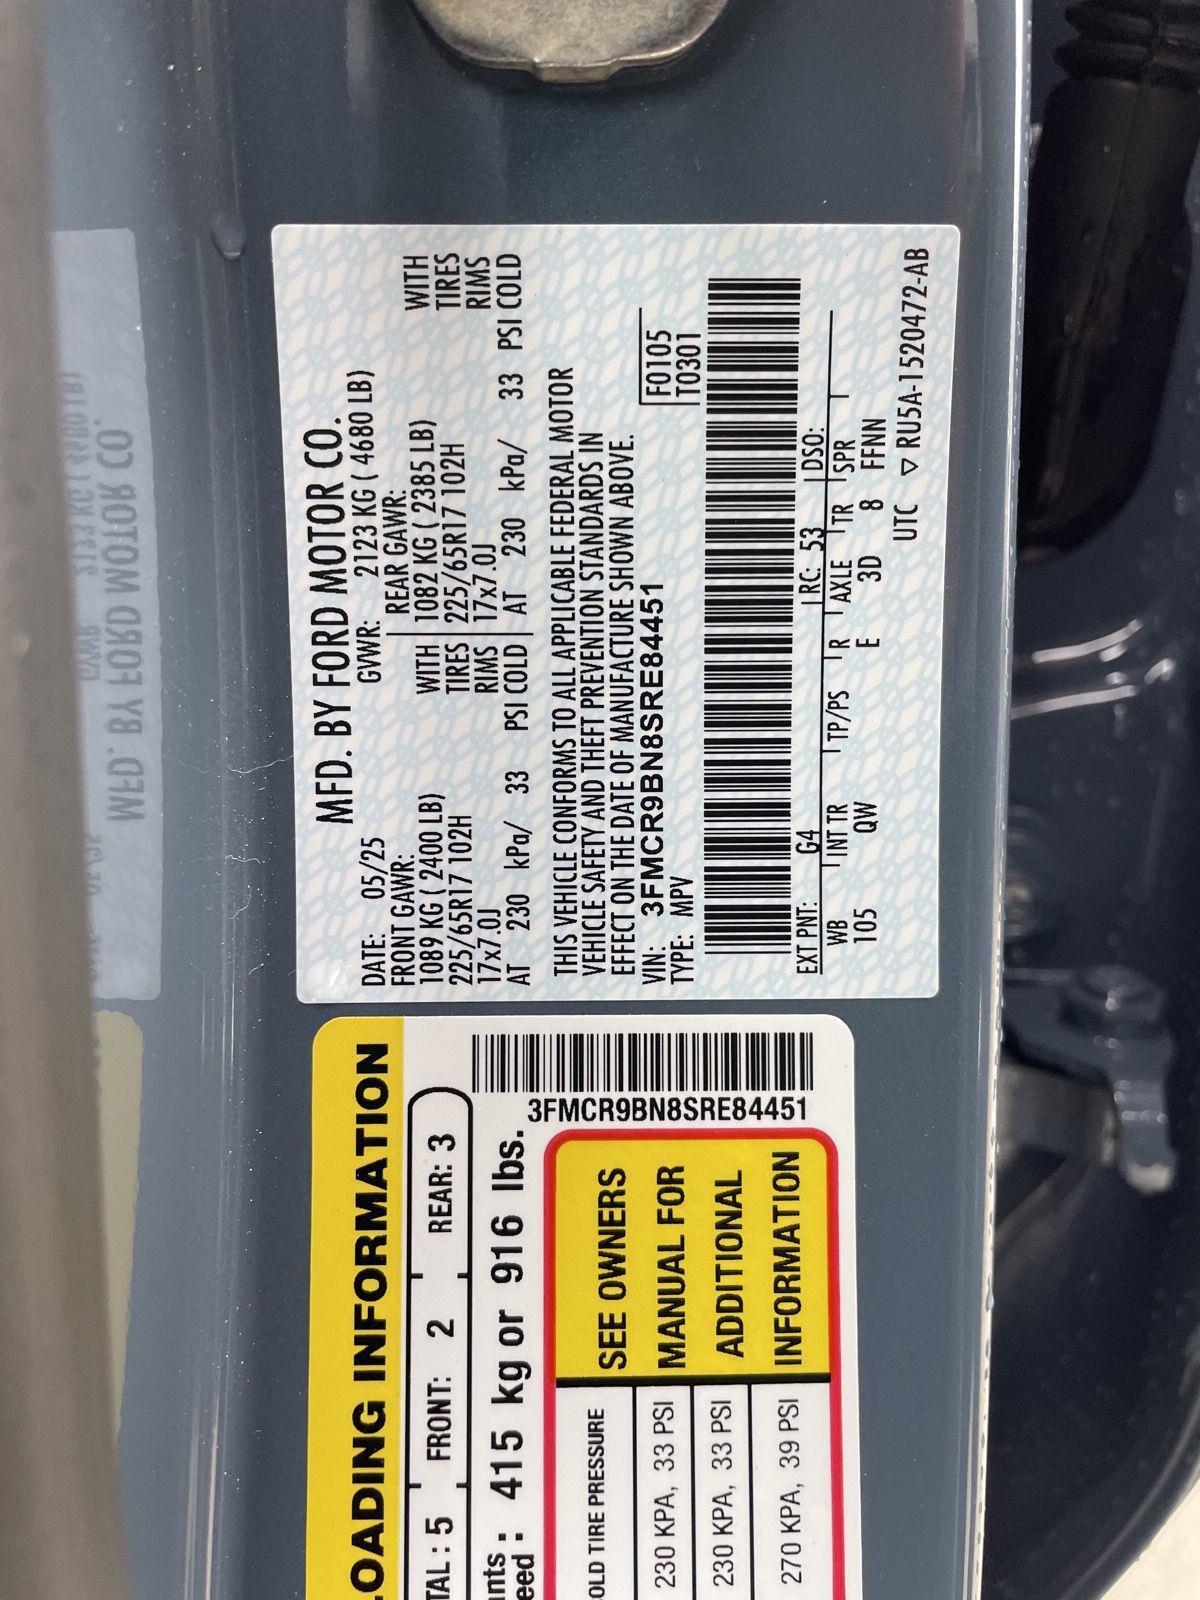 MFD. BY FORD MOTOR CO.
DATE: 05/25 GVWR: 2123 KG ( 4680 LB)
FRONT GAWR: REAR GAWR:
1089 KG ( 2400 LB) WITH 1082 KG ( 2385 LB) WITH
225/65R17 102H TIRES 225/65R17 102H TIRES
17x7.0J RIMS 17x7.0J RIMS
AT 230 kPa/ 33 PSI COLD AT 230 kPa/ 33 PSI COLD
THIS VEHICLE CONFORMS TO ALL APPLICABLE FEDERAL MOTOR
VEHICLE SAFETY AND THEFT PREVENTION STANDARDS IN
EFFECT ON THE DATE OF MANUFACTURE SHOWN ABOVE.
VIN: 3FMCR9BN8SRE84451 F0105
TYPE: MPV T0301
EXT PNT: G4 RC: 53 DSO:
WB INT TR TP/PS R AXLE TR SPR
105 QW E 3D 8 FFNN
UTC ▽ RU5A-1520472-AB
LOADING INFORMATION
TAL : 5 FRONT: 2 REAR: 3
nts : 415 kg or 916 lbs.
eed
3FMCR9BN8SRE84451
OLD TIRE PRESSURE
230 KPA, 33 PSI
230 KPA, 33 PSI
270 KPA, 39 PSI
SEE OWNERS
MANUAL FOR
ADDITIONAL
INFORMATION